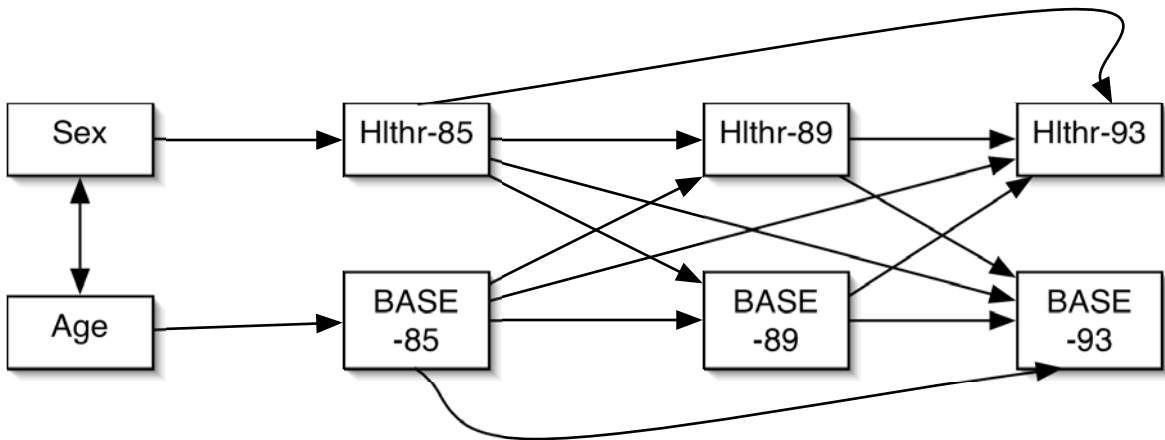 Sex
Hlthr-85
Hlthr-89
Hlthr-93
Age
BASE
-85
BASE
-89
BASE
-93